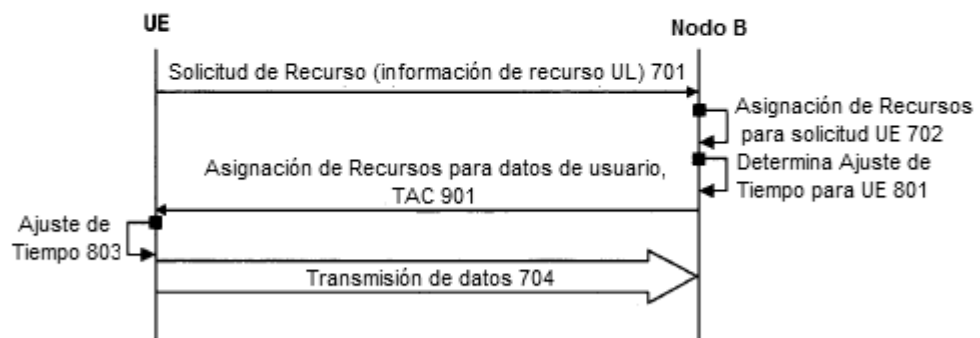 UE
Nodo B
Solicitud de Recurso (información de recurso UL) 701
Asignación de Recursos
para solicitud UE 702
Asignación de Recursos para datos de usuario,
TAC 901
Determina Ajuste de
Tiempo para UE 801
Ajuste de
Tiempo 803
Transmisión de datos 704